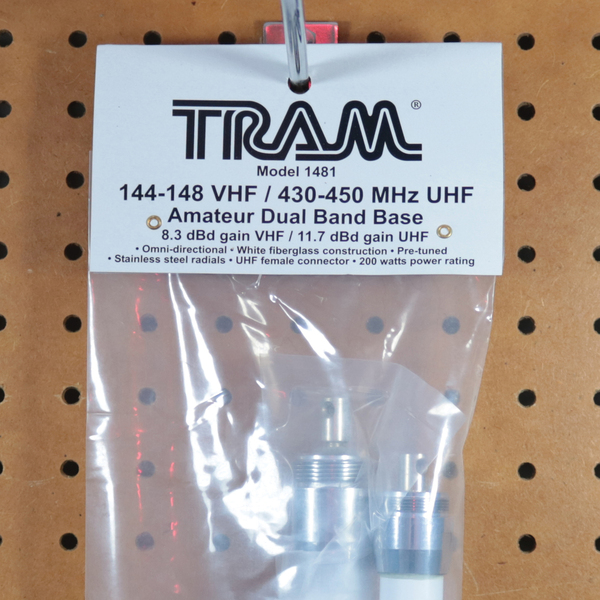 TRAM®
Model 1481
144-148 VHF / 430-450 MHz UHF
Amateur Dual Band Base
8.3 dBd gain VHF / 11.7 dBd gain UHF
• Omni-directional • White fiberglass construction • Pre-tuned
• Stainless steel radials • UHF female connector • 200 watts power rating